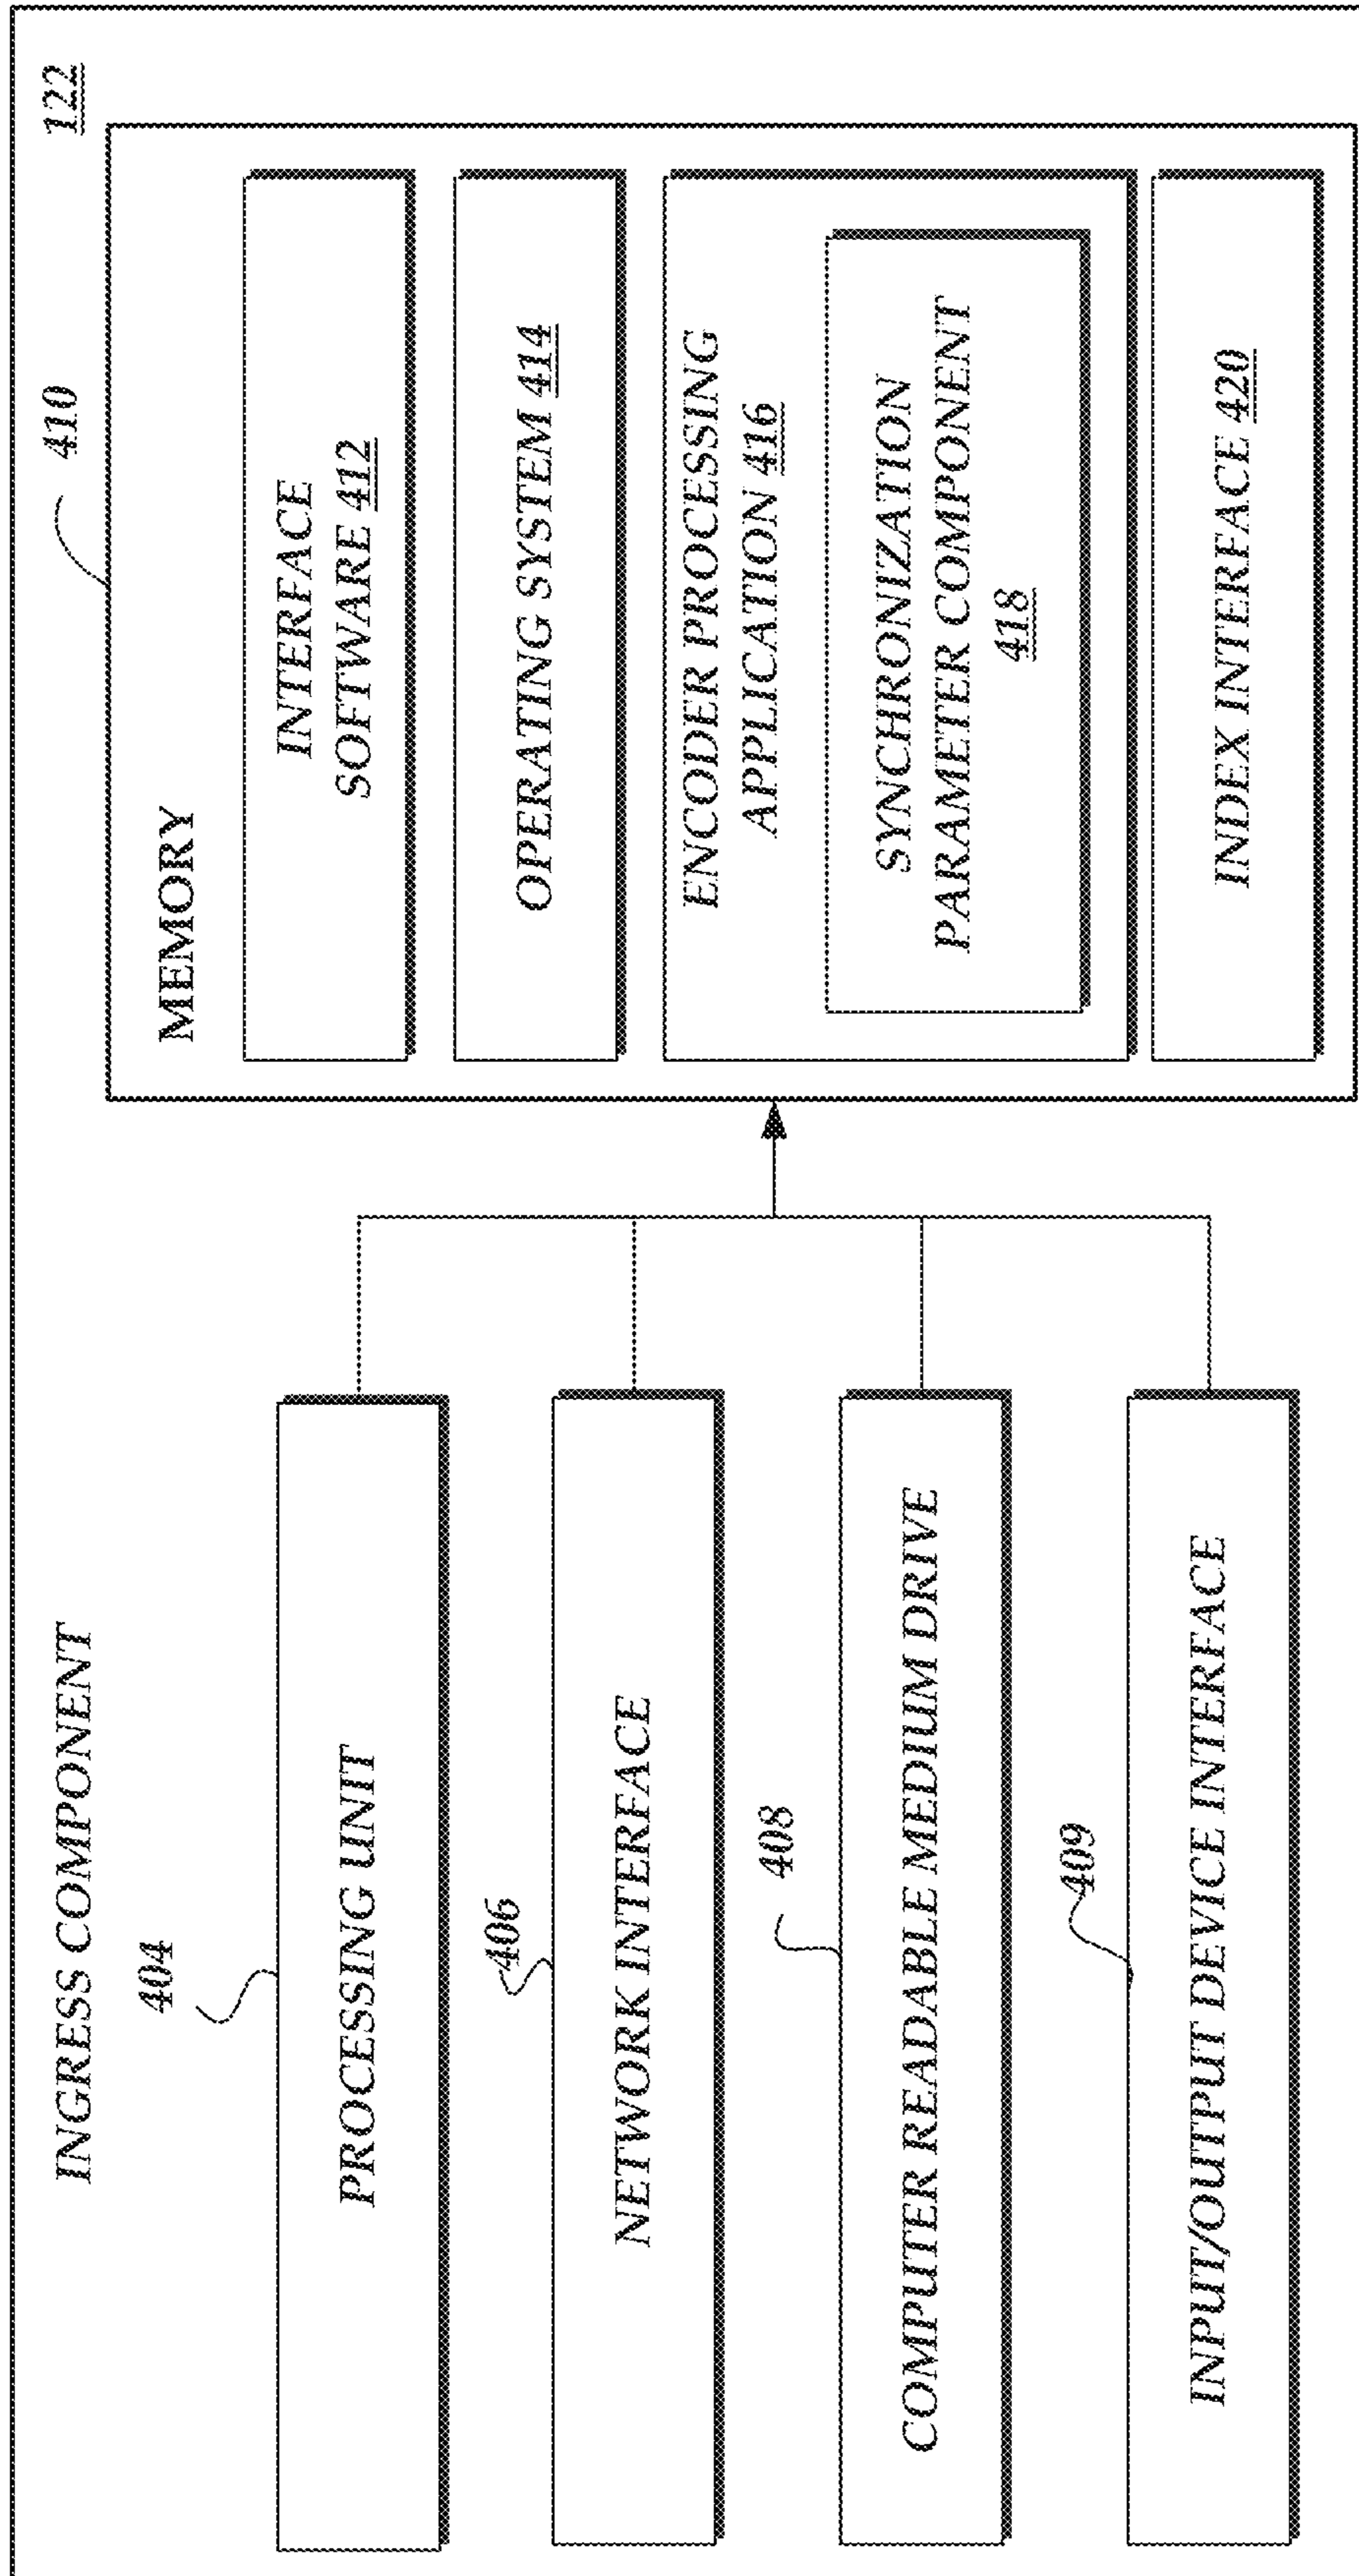 INGRESS COMPONENT
122
404
PROCESSING UNIT
406
NETWORK INTERFACE
408
COMPUTER READABLE MEDIUM DRIVE
409
INPUT/OUTPUT DEVICE INTERFACE
410
MEMORY
INTERFACE
SOFTWARE 412
OPERATING SYSTEM 414
ENCODER PROCESSING
APPLICATION 416
SYNCHRONIZATION
PARAMETER COMPONENT
418
INDEX INTERFACE 420